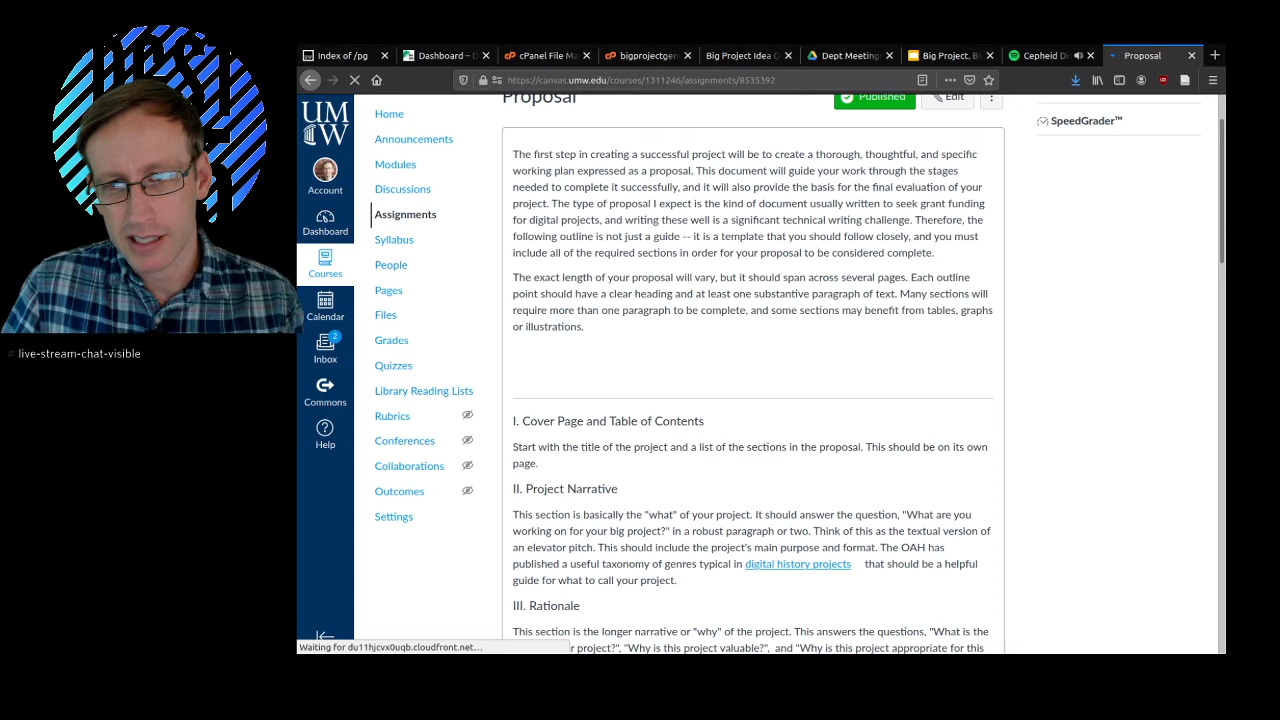 Index of /pg
Dashboard –
cPanel File Ma
bigprojectgen
Big Project Idea G
Dept Meetings
Big Project, Bi
Cepheid D
Proposal
https://canvas.umw.edu/courses/1311246/assignments/8535392
UM
W
Account
Dashboard
Courses
Calendar
2
Inbox
Commons
Help
Home
Announcements
Modules
Discussions
Assignments
Syllabus
People
Pages
Files
Grades
Quizzes
Library Reading Lists
Rubrics
Conferences
Collaborations
Outcomes
Settings
Proposal
Published
Edit
SpeedGrader™
The first step in creating a successful project will be to create a thorough, thoughtful, and specific
working plan expressed as a proposal. This document will guide your work through the stages
needed to complete it successfully, and it will also provide the basis for the final evaluation of your
project. The type of proposal I expect is the kind of document usually written to seek grant funding
for digital projects, and writing these well is a significant technical writing challenge. Therefore, the
following outline is not just a guide -- it is a template that you should follow closely, and you must
include all of the required sections in order for your proposal to be considered complete.
The exact length of your proposal will vary, but it should span across several pages. Each outline
point should have a clear heading and at least one substantive paragraph of text. Many sections will
require more than one paragraph to be complete, and some sections may benefit from tables, graphs
or illustrations.
I. Cover Page and Table of Contents
Start with the title of the project and a list of the sections in the proposal. This should be on its own
page.
II. Project Narrative
This section is basically the "what" of your project. It should answer the question, "What are you
working on for your big project?" in a robust paragraph or two. Think of this as the textual version of
an elevator pitch. This should include the project's main purpose and format. The OAH has
published a useful taxonomy of genres typical in digital history projects that should be a helpful
guide for what to call your project.
III. Rationale
This section is the longer narrative or "why" of the project. This answers the questions, "What is the
r project?", "Why is this project valuable?", and "Why is this project appropriate for this
Waiting for du11hjcvx0uqb.cloudfront.net…
# live-stream-chat-visible